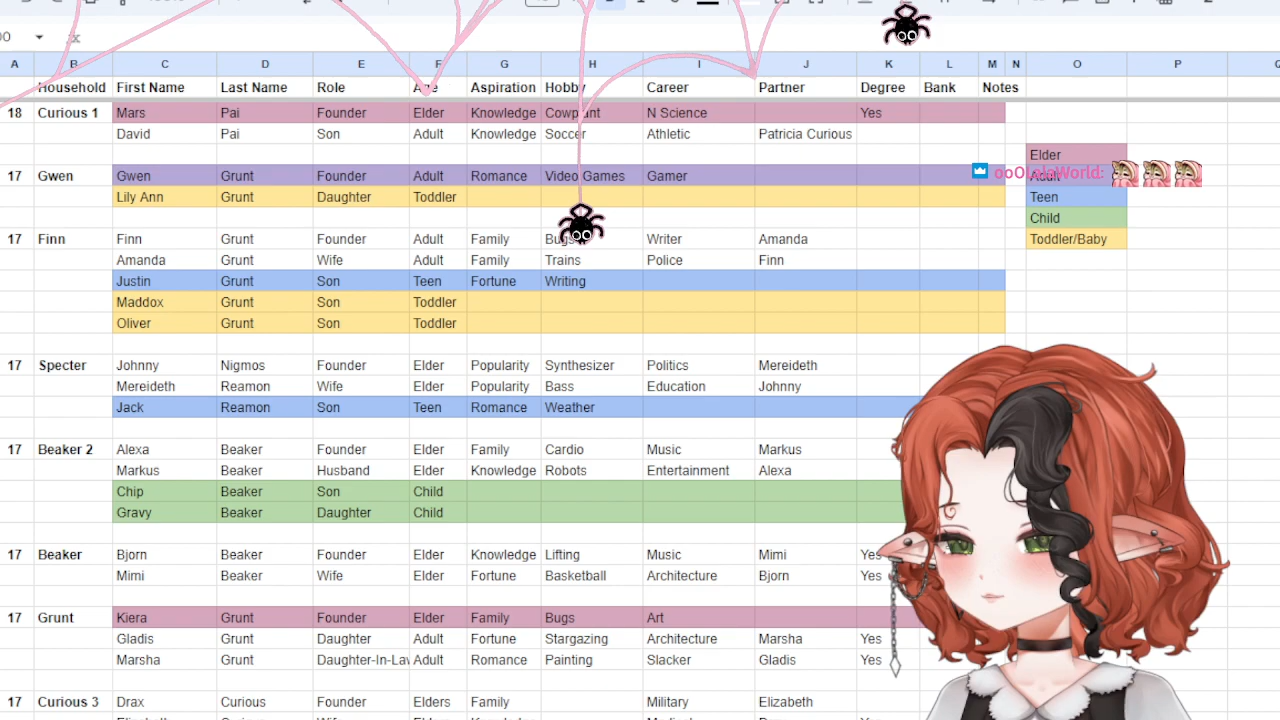 A B C D E F G H I J K L M N O P
Household First Name Last Name Role Age Aspiration Hobby Career Partner Degree Bank Notes
18 Curious 1 Mars Pai Founder Elder Knowledge Cowplant N Science Yes
David Pai Son Adult Knowledge Soccer Athletic Patricia Curious
Elder
17 Gwen Gwen Grunt Founder Adult Romance Video Games Gamer
ooOLalaWorld:
Lily Ann Grunt Daughter Toddler Teen
Child
17 Finn Finn Grunt Founder Adult Family Bugs Writer Amanda Toddler/Baby
Amanda Grunt Wife Adult Family Trains Police Finn
Justin Grunt Son Teen Fortune Writing
Maddox Grunt Son Toddler
Oliver Grunt Son Toddler
17 Specter Johnny Nigmos Founder Elder Popularity Synthesizer Politics Mereideth
Mereideth Reamon Wife Elder Popularity Bass Education Johnny
Jack Reamon Son Teen Romance Weather
17 Beaker 2 Alexa Beaker Founder Elder Family Cardio Music Markus
Markus Beaker Husband Elder Knowledge Robots Entertainment Alexa
Chip Beaker Son Child
Gravy Beaker Daughter Child
17 Beaker Bjorn Beaker Founder Elder Knowledge Lifting Music Mimi Yes
Mimi Beaker Wife Elder Fortune Basketball Architecture Bjorn Yes
17 Grunt Kiera Grunt Founder Elder Family Bugs Art
Gladis Grunt Daughter Adult Fortune Stargazing Architecture Marsha Yes
Marsha Grunt Daughter-In-Law Adult Romance Painting Slacker Gladis Yes
17 Curious 3 Drax Curious Founder Elders Family Military Elizabeth